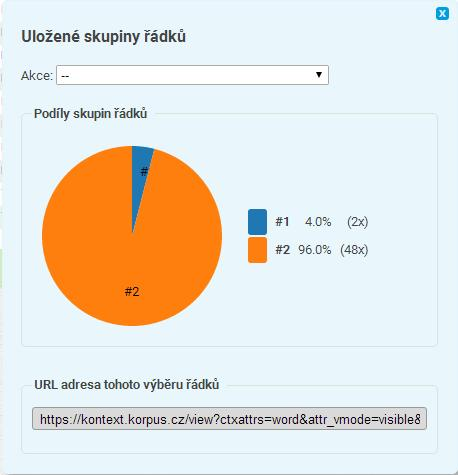 x
Uložené skupiny řádků
Akce: --
Podíly skupin řádků
#
#1 4.0% (2x)
#2 96.0% (48x)
#2
URL adresa tohoto výběru řádků
https://kontext.korpus.cz/view?ctxattrs=word&attr_vmode=visible&